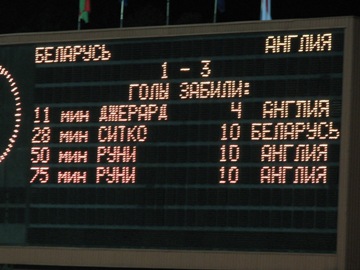 БЕЛАРУСЬ АНГЛИЯ
1 - 3
ГОЛЫ ЗАБИЛИ:
11 мин ДЖЕРАРД 4 АНГЛИЯ
28 мин СИТКО 10 БЕЛАРУСЬ
50 мин РУНИ 10 АНГЛИЯ
75 мин РУНИ 10 АНГЛИЯ